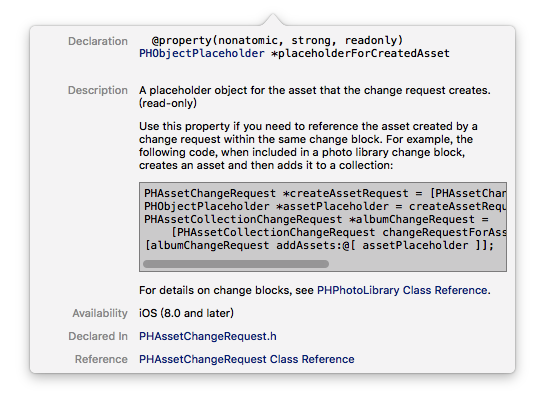 Declaration @property(nonatomic, strong, readonly)
PHObjectPlaceholder *placeholderForCreatedAsset
Description A placeholder object for the asset that the change request creates.
(read-only)
Use this property if you need to reference the asset created by a
change request within the same change block. For example, the
following code, when included in a photo library change block,
creates an asset and then adds it to a collection:
PHAssetChangeRequest *createAssetRequest = [PHAssetChan
PHObjectPlaceholder *assetPlaceholder = createAssetRequ
PHAssetCollectionChangeRequest *albumChangeRequest =
[PHAssetCollectionChangeRequest changeRequestForAss
[albumChangeRequest addAssets:@[ assetPlaceholder ]];
For details on change blocks, see PHPhotoLibrary Class Reference.
Availability iOS (8.0 and later)
Declared In PHAssetChangeRequest.h
Reference PHAssetChangeRequest Class Reference